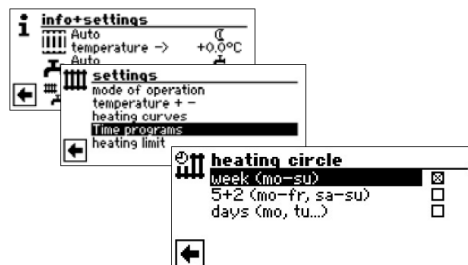 info+settings
Auto
temperature -> +0.0°C
Auto
settings
mode of operation
temperature + -
heating curves
Time programs
heating limit
heating circle
week (mo-su)
5+2 (mo-fr, sa-su)
days (mo, tu...)